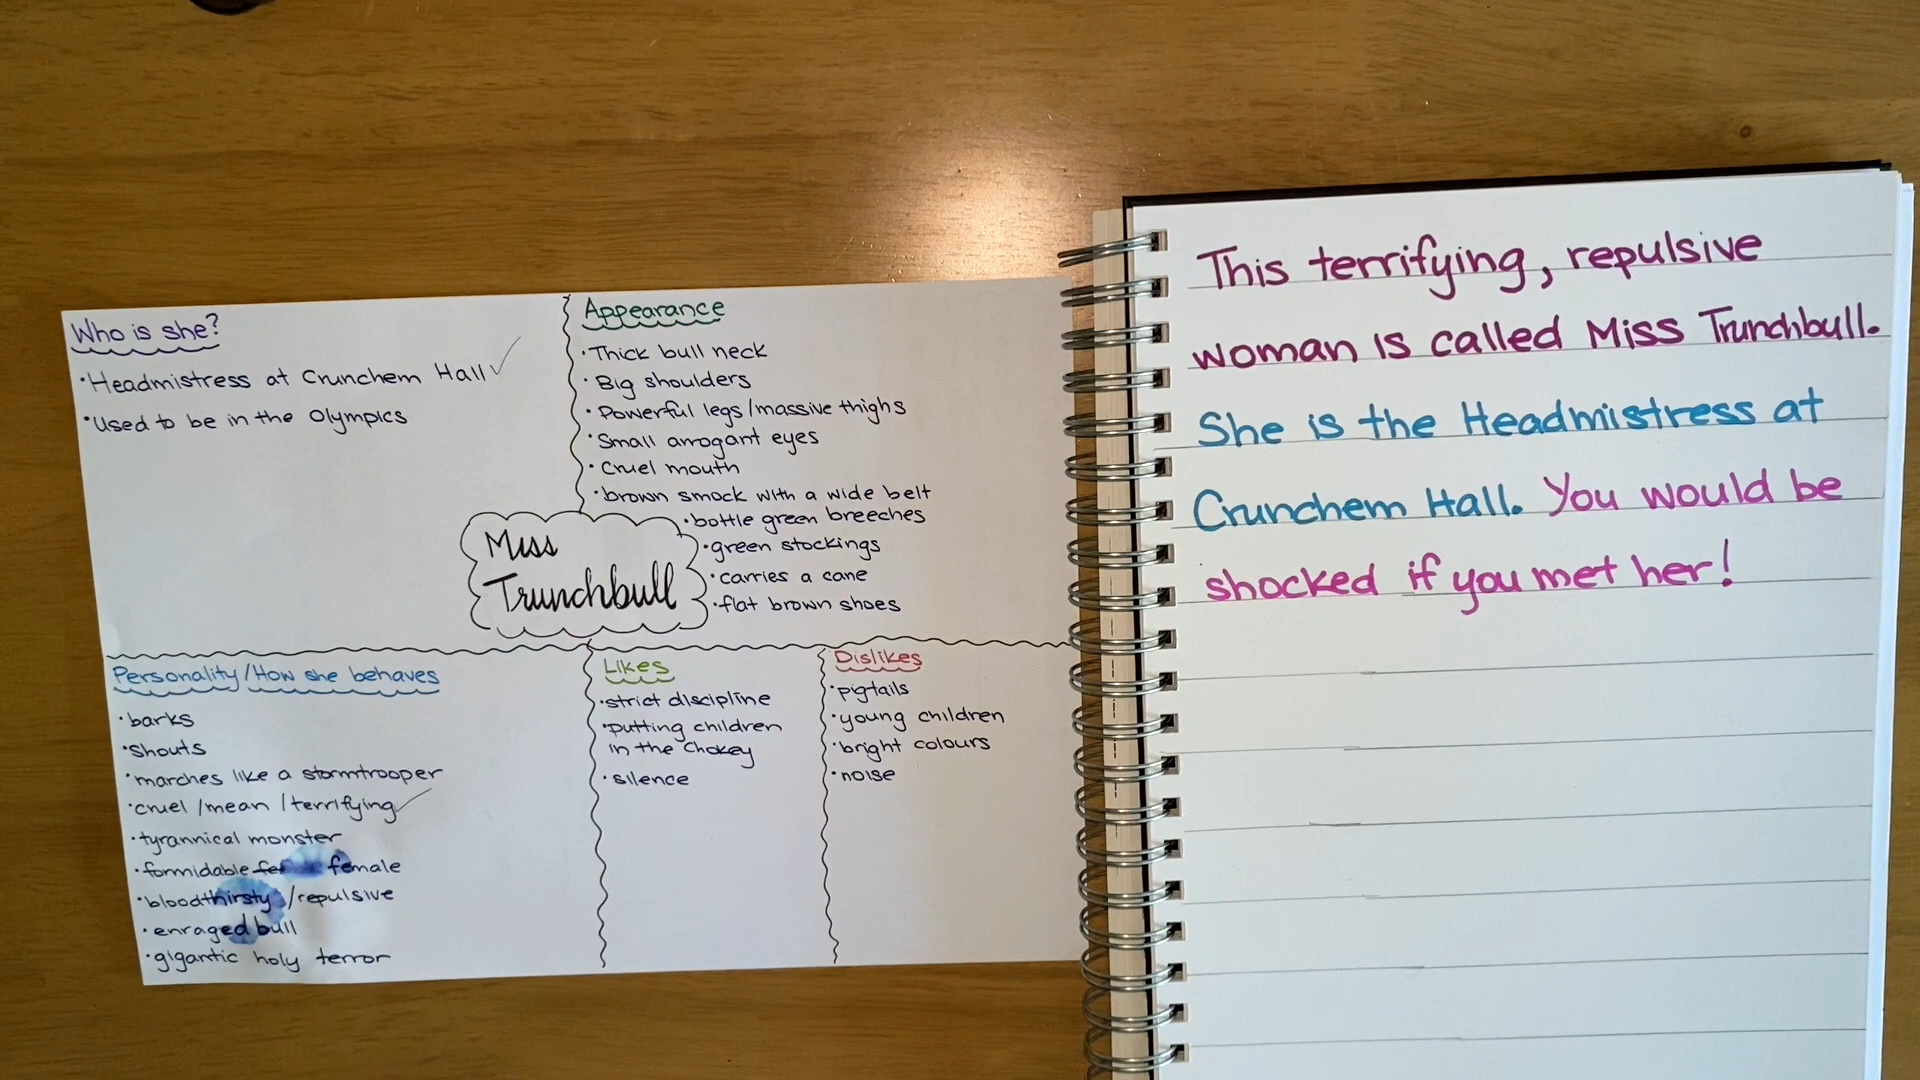 Who is she?
•Headmistress at Crunchem Hall
•Used to be in the Olympics
Appearance
•Thick bull neck
•Big shoulders
•Powerful legs/massive thighs
•Small arrogant eyes
•Cruel mouth
•brown smock with a wide belt
•bottle green breeches
•green stockings
•carries a cane
•flat brown shoes
Miss
Trunchbull
Personality/How she behaves
•barks
•Shouts
•marches like a stormtrooper
•cruel/mean/terrifying
•tyrannical monster
•formidable female
•bloodthirsty/repulsive
•enraged bull
•gigantic holy terror
Likes
•strict discipline
•putting children
in the Chokey
•silence
Dislikes
•pigtails
•young children
•bright colours
•noise
This terrifying, repulsive
woman is called Miss Trunchbull.
She is the Headmistress at
Crunchem Hall. You would be
shocked if you met her!